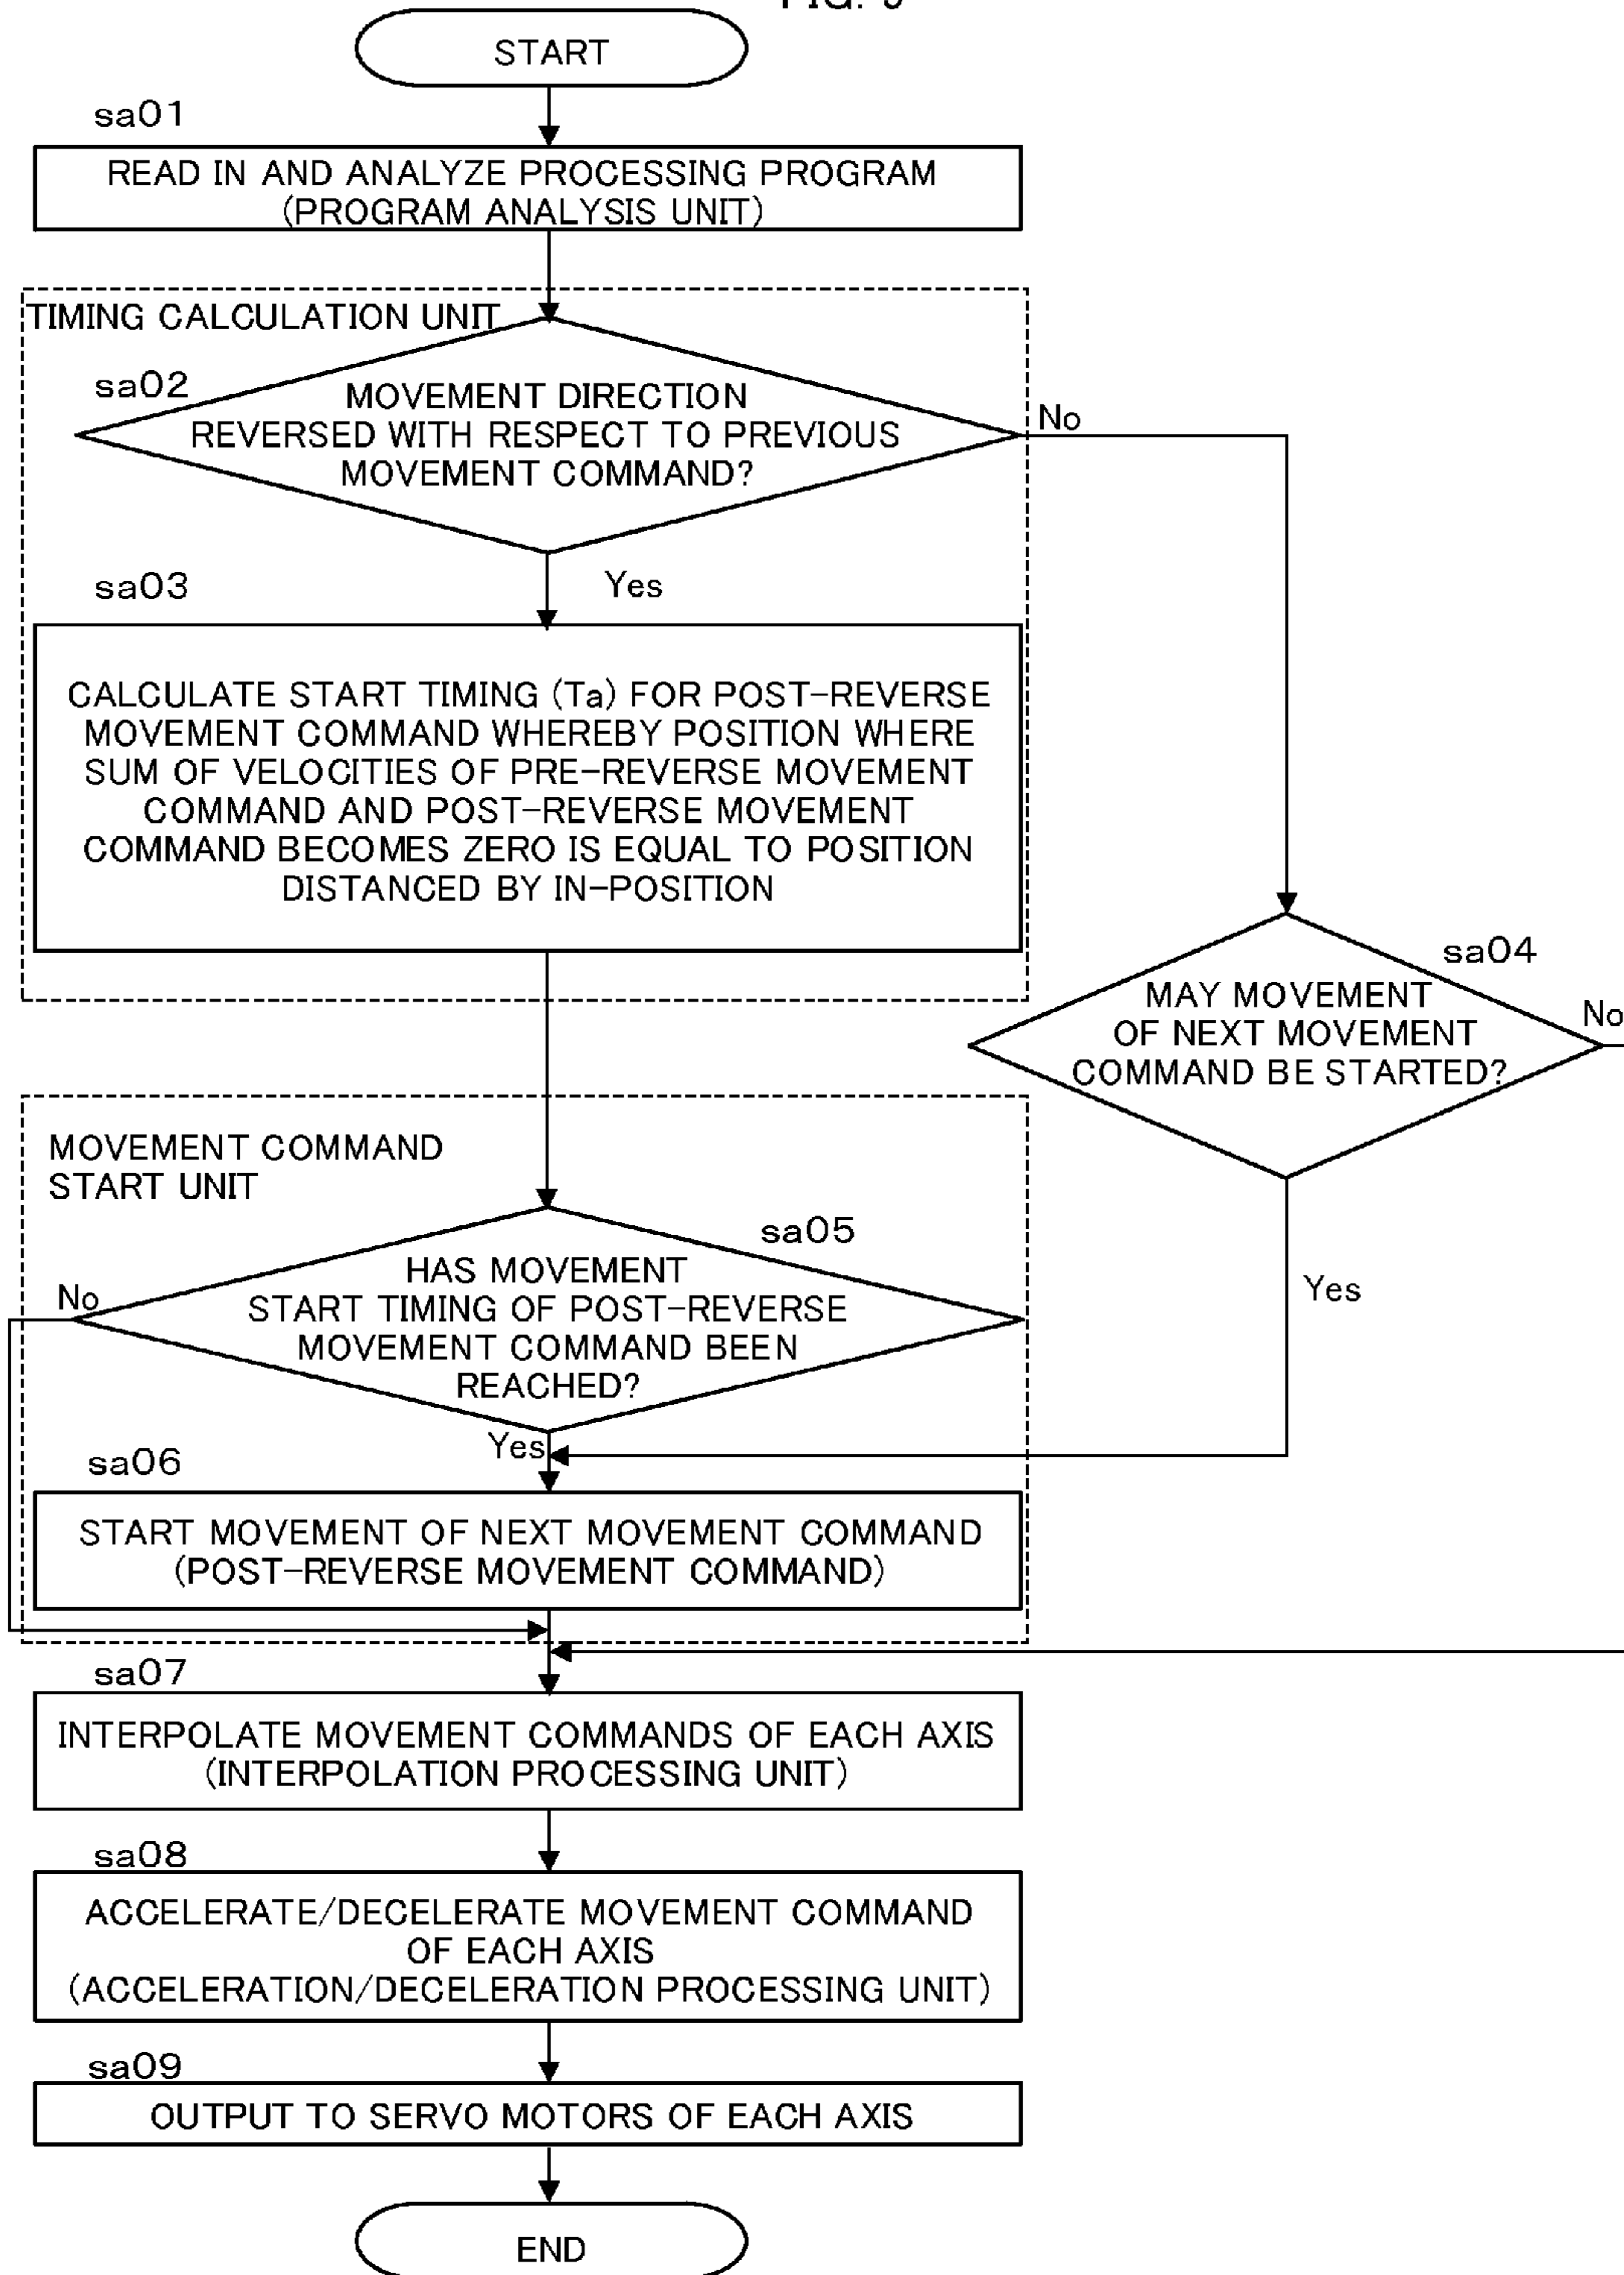 START
sa01
READ IN AND ANALYZE PROCESSING PROGRAM
(PROGRAM ANALYSIS UNIT)
TIMING CALCULATION UNIT
sa02
MOVEMENT DIRECTION
REVERSED WITH RESPECT TO PREVIOUS
MOVEMENT COMMAND?
No
sa03
Yes
CALCULATE START TIMING (Ta) FOR POST-REVERSE
MOVEMENT COMMAND WHEREBY POSITION WHERE
SUM OF VELOCITIES OF PRE-REVERSE MOVEMENT
COMMAND AND POST-REVERSE MOVEMENT
COMMAND BECOMES ZERO IS EQUAL TO POSITION
DISTANCED BY IN-POSITION
sa04
MAY MOVEMENT
OF NEXT MOVEMENT
COMMAND BE STARTED?
No
Yes
MOVEMENT COMMAND
START UNIT
sa05
HAS MOVEMENT
START TIMING OF POST-REVERSE
MOVEMENT COMMAND BEEN
REACHED?
No
Yes
sa06
START MOVEMENT OF NEXT MOVEMENT COMMAND
(POST-REVERSE MOVEMENT COMMAND)
sa07
INTERPOLATE MOVEMENT COMMANDS OF EACH AXIS
(INTERPOLATION PROCESSING UNIT)
sa08
ACCELERATE/DECELERATE MOVEMENT COMMAND
OF EACH AXIS
(ACCELERATION/DECELERATION PROCESSING UNIT)
sa09
OUTPUT TO SERVO MOTORS OF EACH AXIS
END